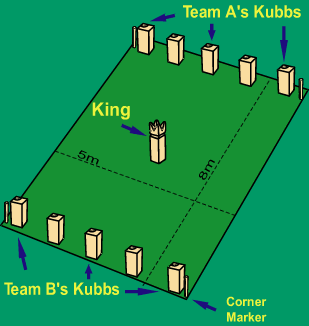 Team A's Kubbs
King
5m
8m
Team B's Kubbs
Corner
Marker